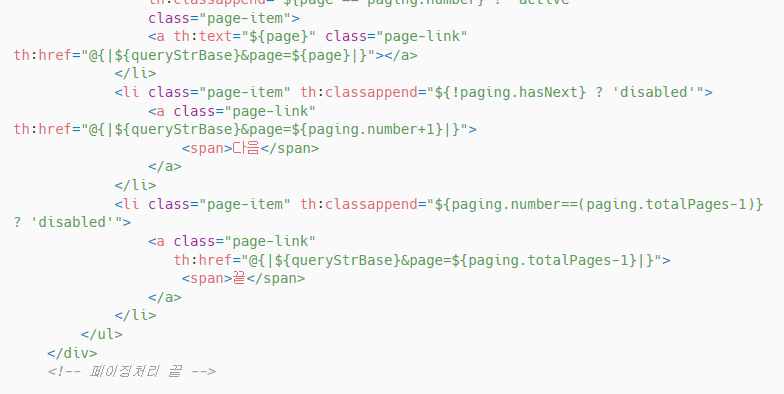 th:classappend="${page == paging.number} ? 'active'"
class="page-item">
<a th:text="${page}" class="page-link"
th:href="@{|${queryStrBase}&page=${page}|}"></a>
</li>
<li class="page-item" th:classappend="${!paging.hasNext} ? 'disabled'">
<a class="page-link"
th:href="@{|${queryStrBase}&page=${paging.number+1}|}">
<span>다음</span>
</a>
</li>
<li class="page-item" th:classappend="${paging.number==(paging.totalPages-1)}
? 'disabled'">
<a class="page-link"
th:href="@{|${queryStrBase}&page=${paging.totalPages-1}|}">
<span>끝</span>
</a>
</li>
</ul>
</div>
<!-- 페이징처리 끝 -->